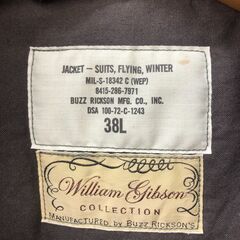 JACKET – SUITS, FLYING, WINTER
MIL-S-18342 C (WEP)
8415-286-7971
BUZZ RICKSON MFG. CO., INC.
DSA 100-72-C-1243
38L
William Gibson
COLLECTION
MANUFACTURED by BUZZ RICKSON'S